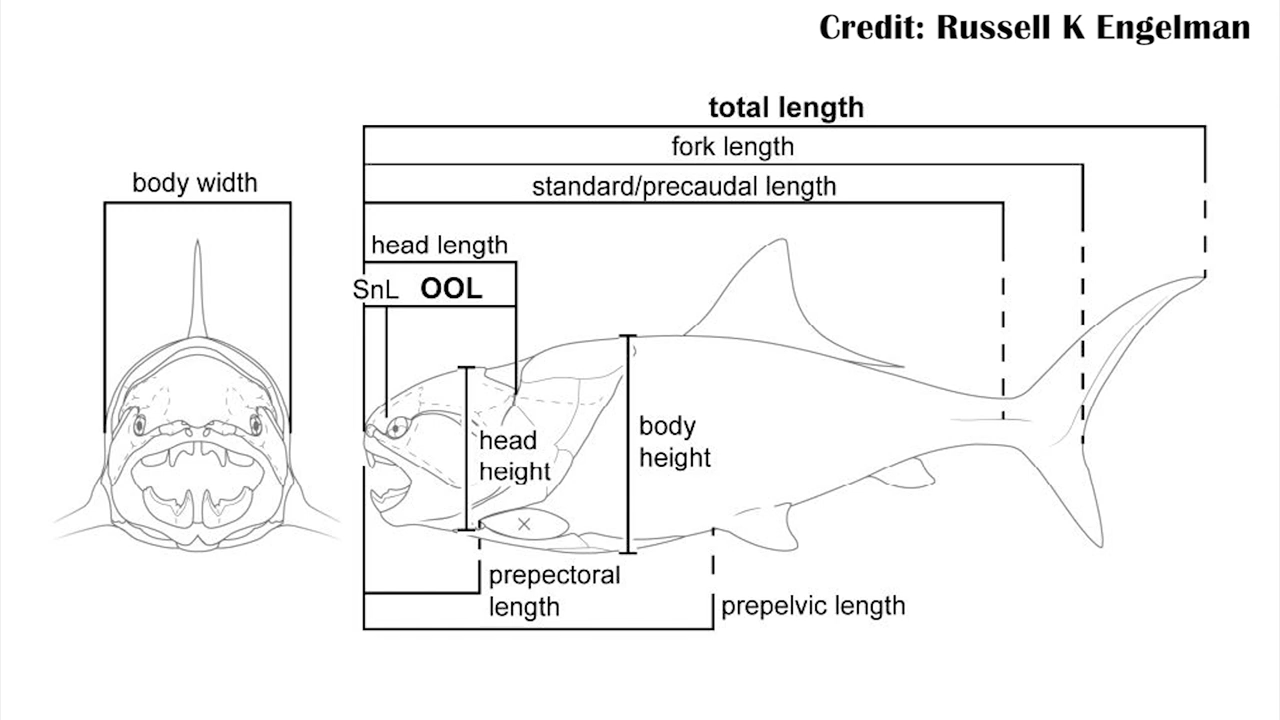 Credit: Russell K Engelman
total length
fork length
standard/precaudal length
body width
head length
SnL OOL
head
height
body
height
prepectoral
length
prepelvic length